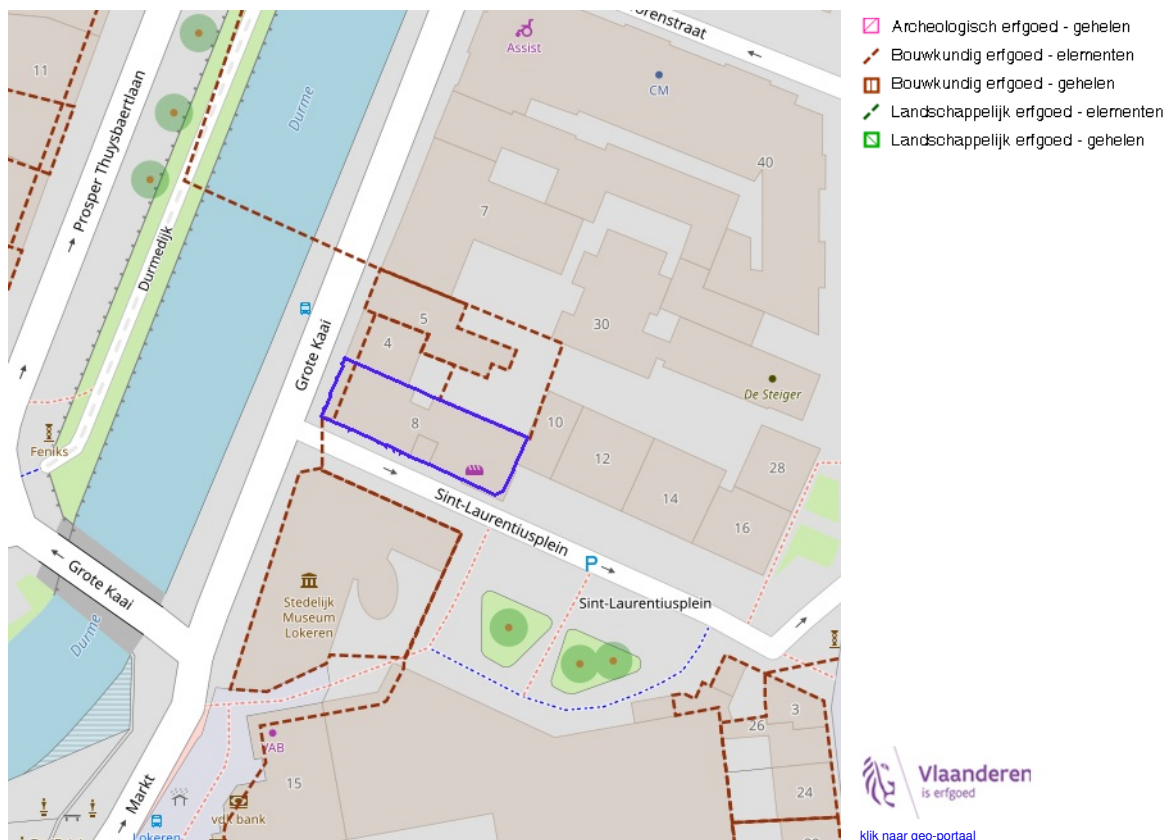 Archeologisch erfgoed - gehelen
Bouwkundig erfgoed - elementen
Bouwkundig erfgoed - gehelen
Landschappelijk erfgoed - elementen
Landschappelijk erfgoed - gehelen
orenstraat
Assist
CM
11
40
Durme
Prosper Thuysbaertlaan
7
Durmedijk
5
30
4
Grote Kaai
De Steiger
8
10
Feniks
12
28
14
Sint-Laurentiusplein
16
P
Grote Kaai
Stedelijk
Museum
Lokeren
Sint-Laurentiusplein
Durme
3
26
VAB
15
24
Markt
vdk bank
Lokeren
Vlaanderen
is erfgoed
klik naar geo-portaal